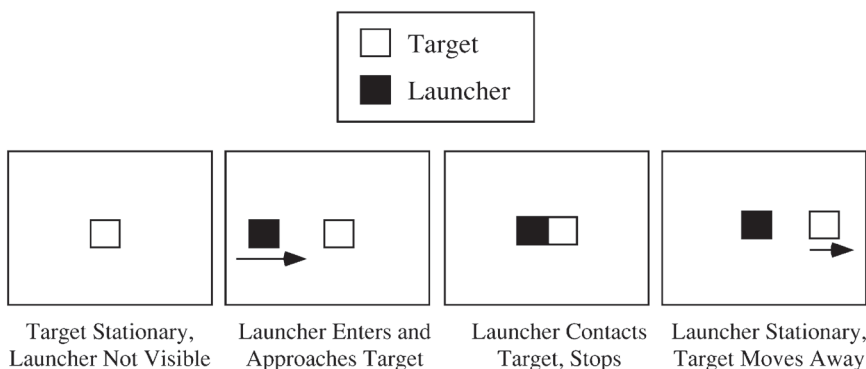 Target
Launcher
Target Stationary,
Launcher Not Visible
Launcher Enters and
Approaches Target
Launcher Contacts
Target, Stops
Launcher Stationary,
Target Moves Away